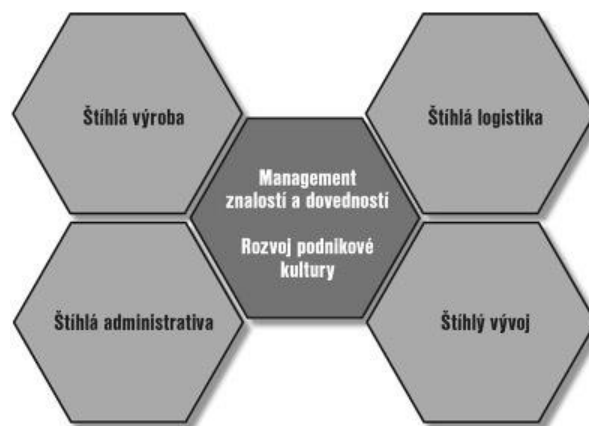 Štíhlá výroba
Štíhlá logistika
Management
znalostí a dovedností
Rozvoj podnikové
kultury
Štíhlá administrativa
Štíhlý vývoj